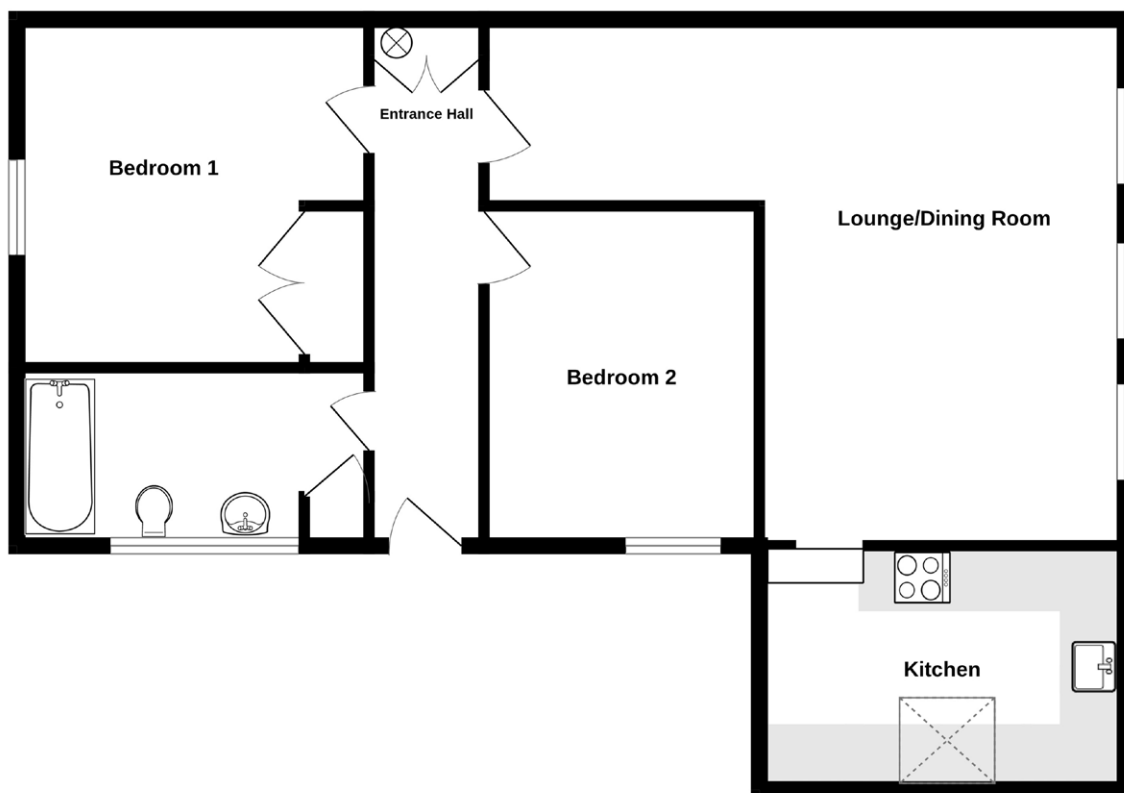 Entrance Hall
Bedroom 1
Lounge/Dining Room
Bedroom 2
Kitchen